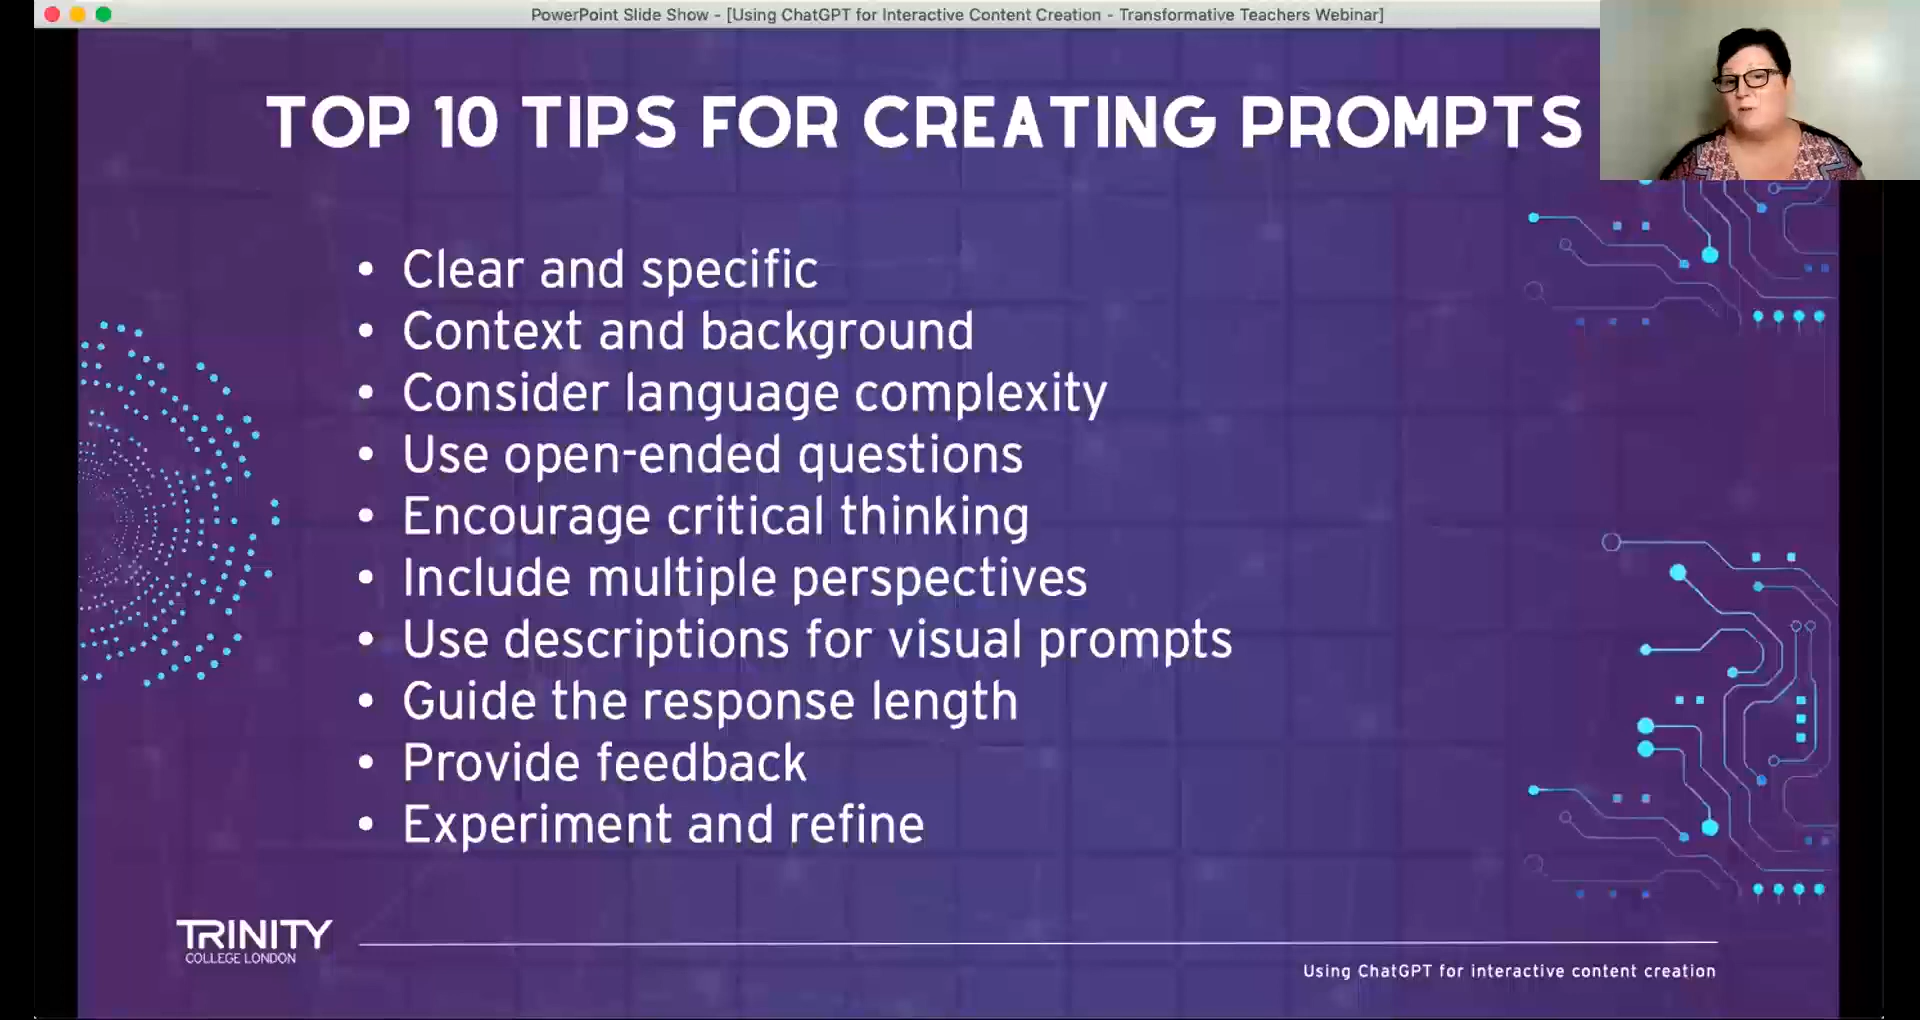 PowerPoint Slide Show - [Using ChatGPT for Interactive Content Creation - Transformative Teachers Webinar]
TOP 10 TIPS FOR CREATING PROMPTS
• Clear and specific
• Context and background
• Consider language complexity
• Use open-ended questions
• Encourage critical thinking
• Include multiple perspectives
• Use descriptions for visual prompts
• Guide the response length
• Provide feedback
• Experiment and refine
TRINITY
COLLEGE LONDON
Using ChatGPT for interactive content creation